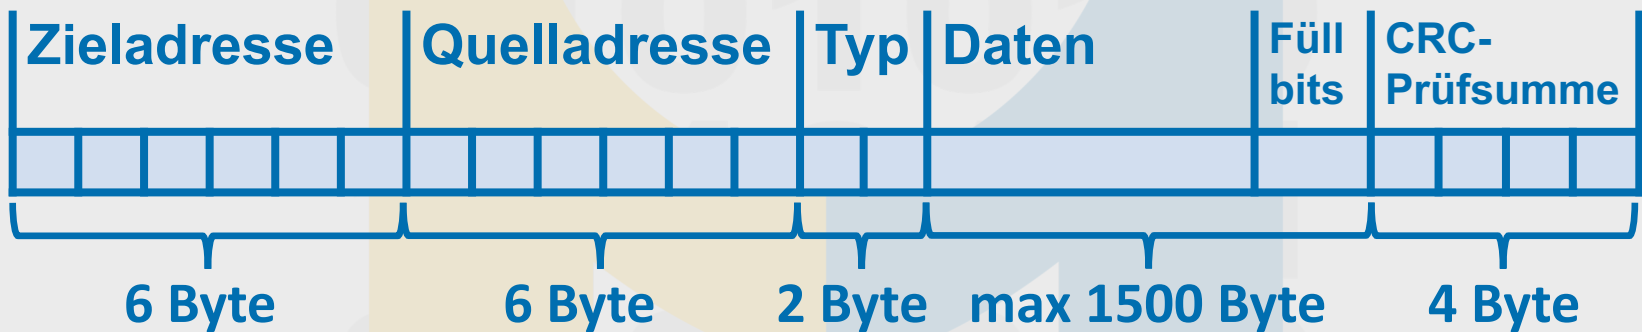 Zieladresse Quelladresse Typ Daten Füll bits CRC-Prüfsumme
6 Byte 6 Byte 2 Byte max 1500 Byte 4 Byte